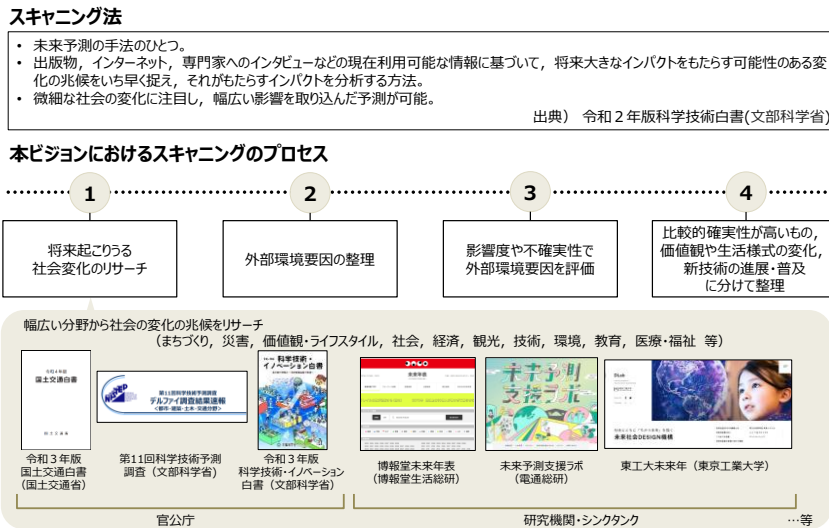 スキャニング法
• 未来予測の手法のひとつ。
• 出版物，インターネット，専門家へのインタビューなどの現在利用可能な情報に基づいて，将来大きなインパクトをもたらす可能性のある変
化の兆候をいち早く捉え，それがもたらすインパクトを分析する方法。
• 微細な社会の変化に注目し，幅広い影響を取り込んだ予測が可能。
出典） 令和２年版科学技術白書(文部科学省)
本ビジョンにおけるスキャニングのプロセス
1
2
3
4
将来起こりうる
社会変化のリサーチ
外部環境要因の整理
影響度や不確実性で
外部環境要因を評価
比較的確実性が高いもの，
価値観や生活様式の変化，
新技術の進展・普及
に分けて整理
幅広い分野から社会の変化の兆候をリサーチ
（まちづくり，災害，価値観・ライフスタイル，社会，経済，観光，技術，環境，教育，医療・福祉 等）
国土交通白書
国土交通省
NISTEP
第11回科学技術予測調査
デルファイ調査結果速報
<都市・建築・土木・交通分野>
科学技術・
イノベーション白書
未来年表
未来予測
支援ラボ
未来社会DESIGN機構
令和３年版
国土交通白書
（国土交通省）
第11回科学技術予測
調査（文部科学省）
令和３年版
科学技術・イノベーション
白書（文部科学省）
博報堂未来年表
（博報堂生活総研）
未来予測支援ラボ
（電通総研）
東工大未来年（東京工業大学）
官公庁
研究機関・シンクタンク
…等